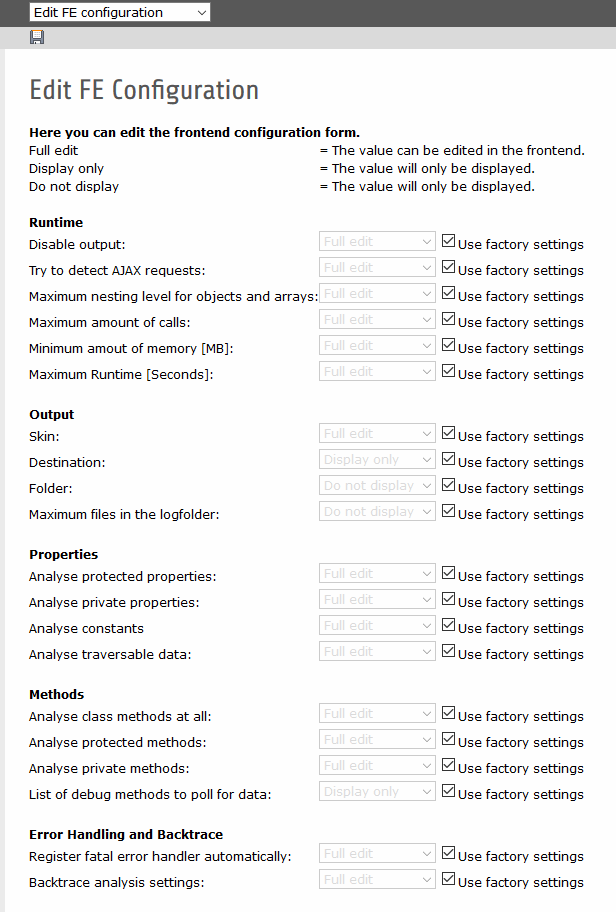 Edit FE configuration
Edit FE Configuration
Here you can edit the frontend configuration form.
Full edit = The value can be edited in the frontend.
Display only = The value will only be displayed.
Do not display = The value will only be displayed.
Runtime
Disable output: Full edit Use factory settings
Try to detect AJAX requests: Full edit Use factory settings
Maximum nesting level for objects and arrays: Full edit Use factory settings
Maximum amount of calls: Full edit Use factory settings
Minimum amout of memory [MB]: Full edit Use factory settings
Maximum Runtime [Seconds]: Full edit Use factory settings
Output
Skin: Full edit Use factory settings
Destination: Display only Use factory settings
Folder: Do not display Use factory settings
Maximum files in the logfolder: Do not display Use factory settings
Properties
Analyse protected properties: Full edit Use factory settings
Analyse private properties: Full edit Use factory settings
Analyse constants Full edit Use factory settings
Analyse traversable data: Full edit Use factory settings
Methods
Analyse class methods at all: Full edit Use factory settings
Analyse protected methods: Full edit Use factory settings
Analyse private methods: Full edit Use factory settings
List of debug methods to poll for data: Display only Use factory settings
Error Handling and Backtrace
Register fatal error handler automatically: Full edit Use factory settings
Backtrace analysis settings: Full edit Use factory settings